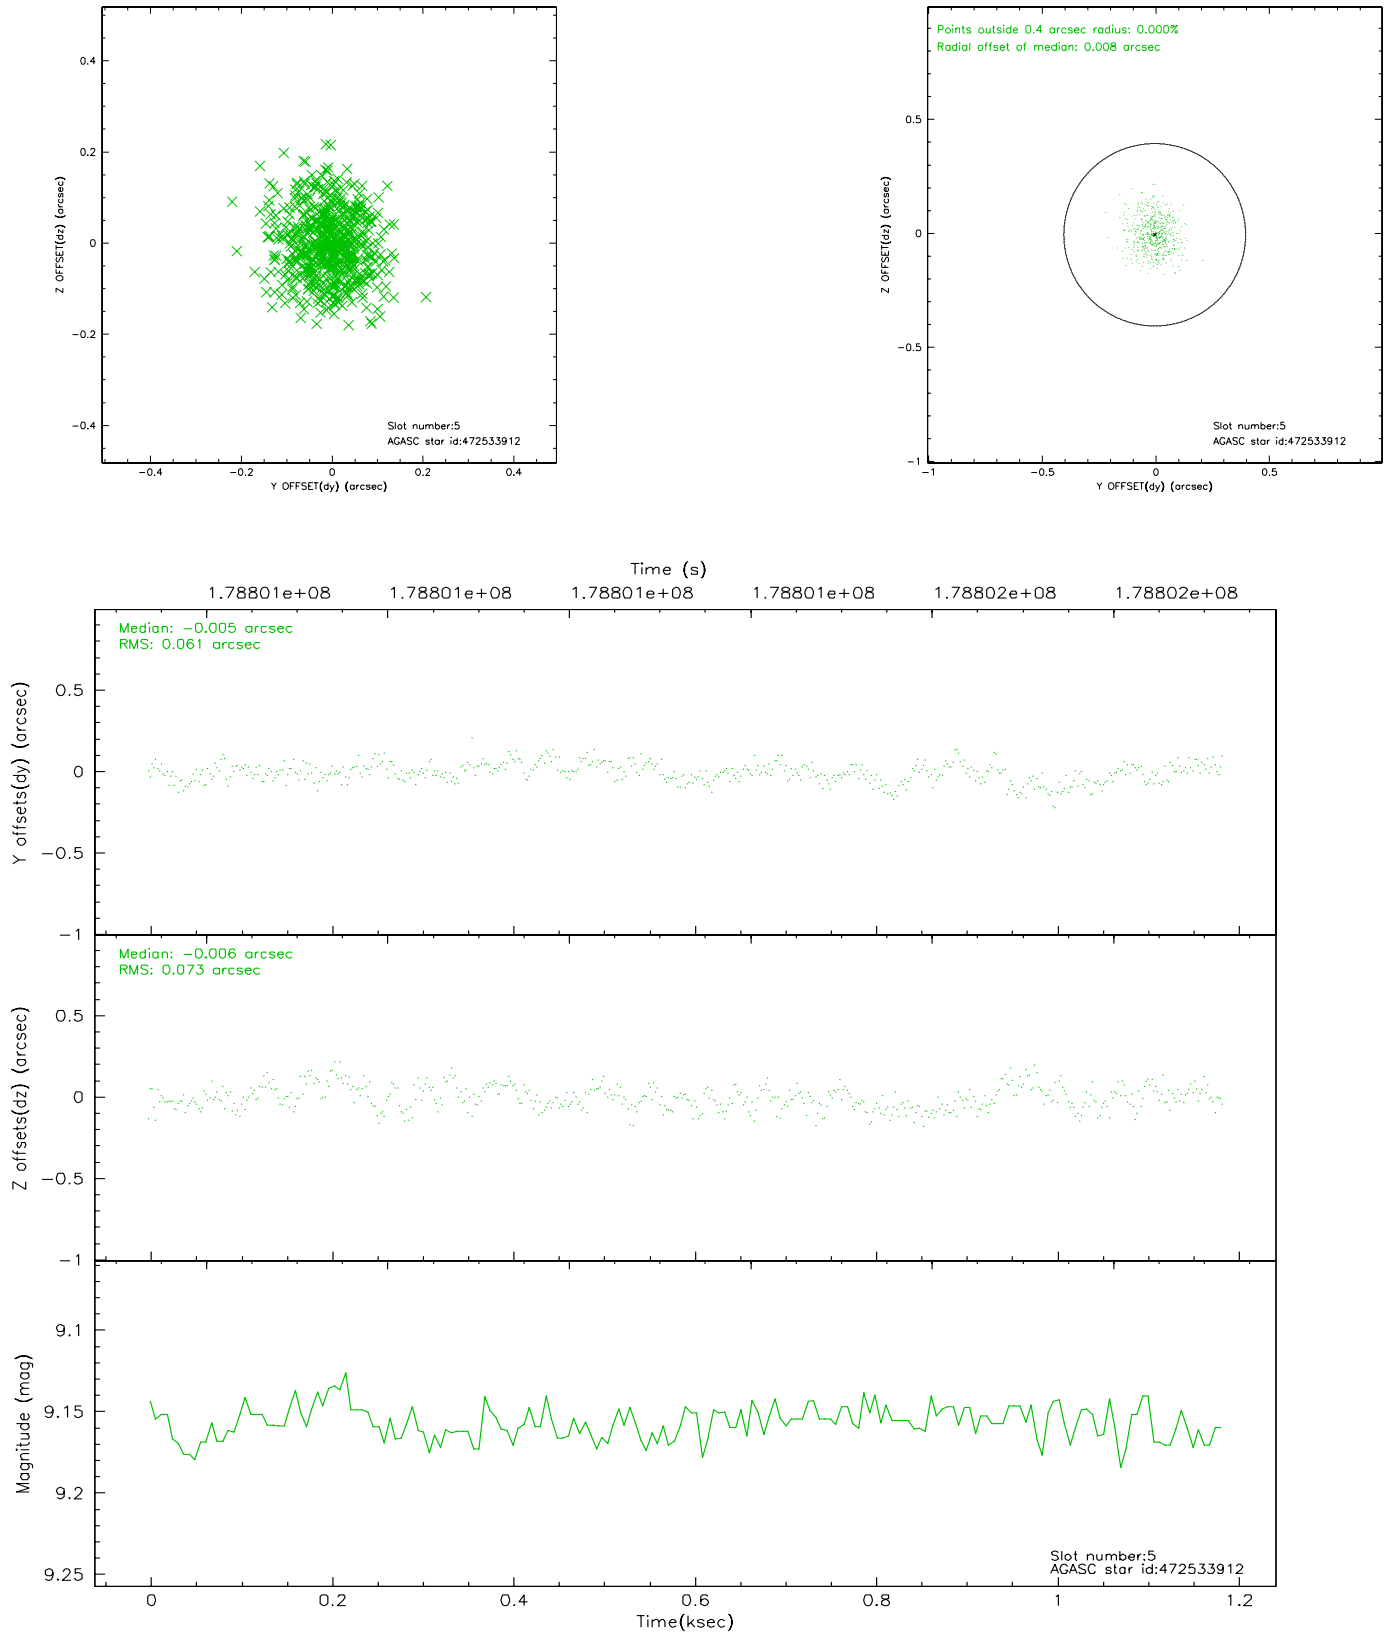 0.4
0.2
0
-0.2
-0.4
Z OFFSET(dz) (arcsec)
Slot number:5
AGASC star id:472533912
-0.4 -0.2 0 0.2 0.4
Y OFFSET(dy) (arcsec)
Points outside 0.4 arcsec radius: 0.000%
Radial offset of median: 0.008 arcsec
0.5
0
-0.5
-1
Z OFFSET(dz) (arcsec)
Slot number:5
AGASC star id:472533912
-1 -0.5 0 0.5
Y OFFSET(dy) (arcsec)
Time (s)
1.78801e+08 1.78801e+08 1.78801e+08 1.78801e+08 1.78802e+08 1.78802e+08
Median: -0.005 arcsec
RMS: 0.061 arcsec
0.5
0
-0.5
-1
Y offsets(dy) (arcsec)
Median: -0.006 arcsec
RMS: 0.073 arcsec
0.5
0
-0.5
-1
Z offsets(dz) (arcsec)
9.1
9.15
9.2
9.25
Magnitude (mag)
Slot number:5
AGASC star id:472533912
0 0.2 0.4 0.6 0.8 1 1.2
Time(ksec)